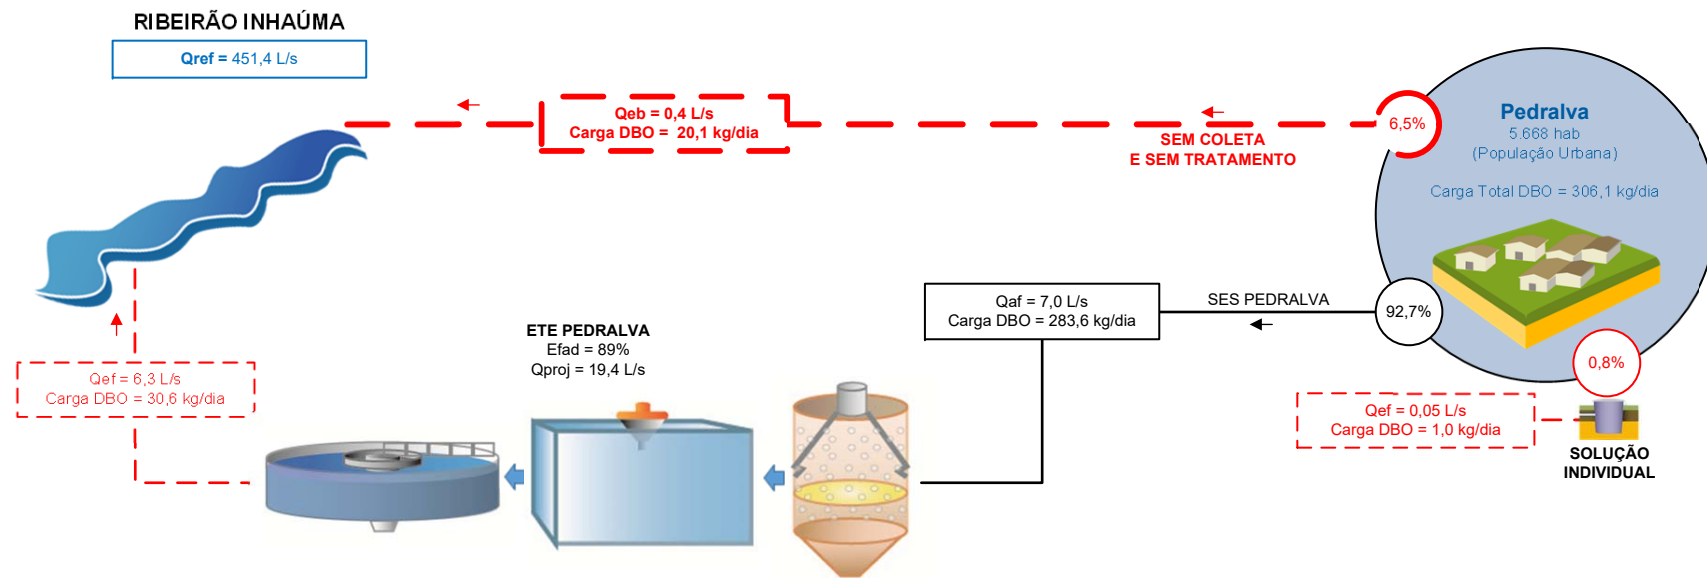 RIBEIRÃO INHAÚMA
Qref = 451,4 L/s
Qeb = 0,4 L/s
Carga DBO = 20,1 kg/dia
SEM COLETA
E SEM TRATAMENTO
6,5%
Pedralva
5.668 hab
(População Urbana)
Carga Total DBO = 306,1 kg/dia
Qaf = 7,0 L/s
Carga DBO = 283,6 kg/dia
SES PEDRALVA
92,7%
ETE PEDRALVA
Efad = 89%
Qproj = 19,4 L/s
Qef = 6,3 L/s
Carga DBO = 30,6 kg/dia
0,8%
Qef = 0,05 L/s
Carga DBO = 1,0 kg/dia
SOLUÇÃO
INDIVIDUAL